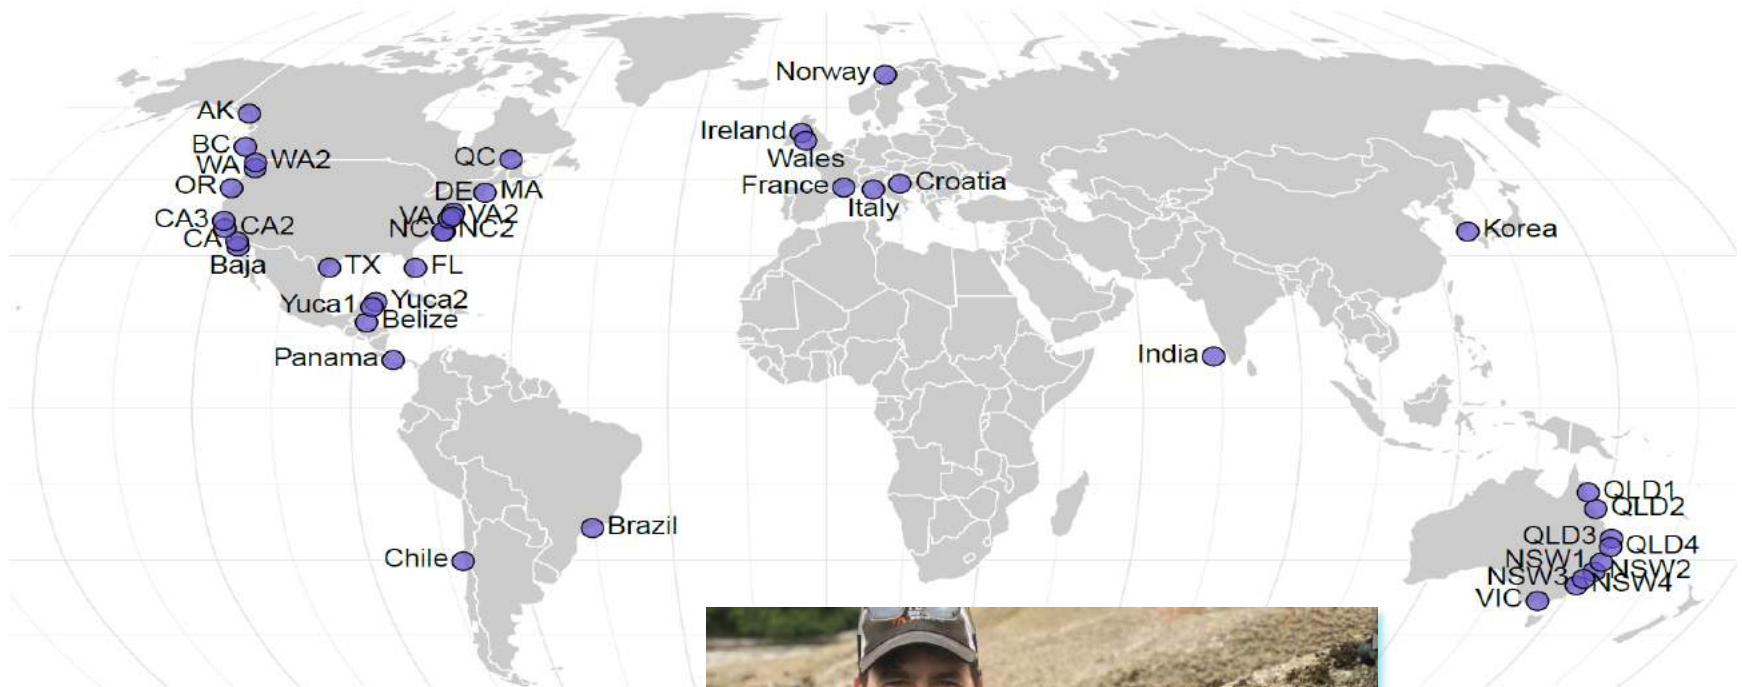 Norway
AK
Ireland
BC
WA WA2
QC
Wales
OR
DE MA
France Croatia
Italy
CA3 CA2
VA VA2
CA
NC NC2
Korea
Baja
TX FL
Yuca1 Yuca2
Belize
Panama
India
QLD1
QLD2
Brazil
QLD3
QLD4
Chile
NSW1
NSW2
NSW3 NSW4
VIC